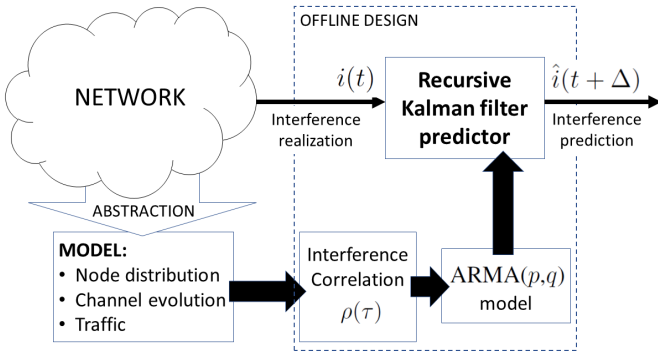 OFFLINE DESIGN
NETWORK
i(t)
Interference
realization
Recursive
Kalman filter
predictor
î(t + Δ)
Interference
prediction
ABSTRACTION
MODEL:
• Node distribution
• Channel evolution
• Traffic
Interference
Correlation
ρ(τ)
ARMA(p,q)
model